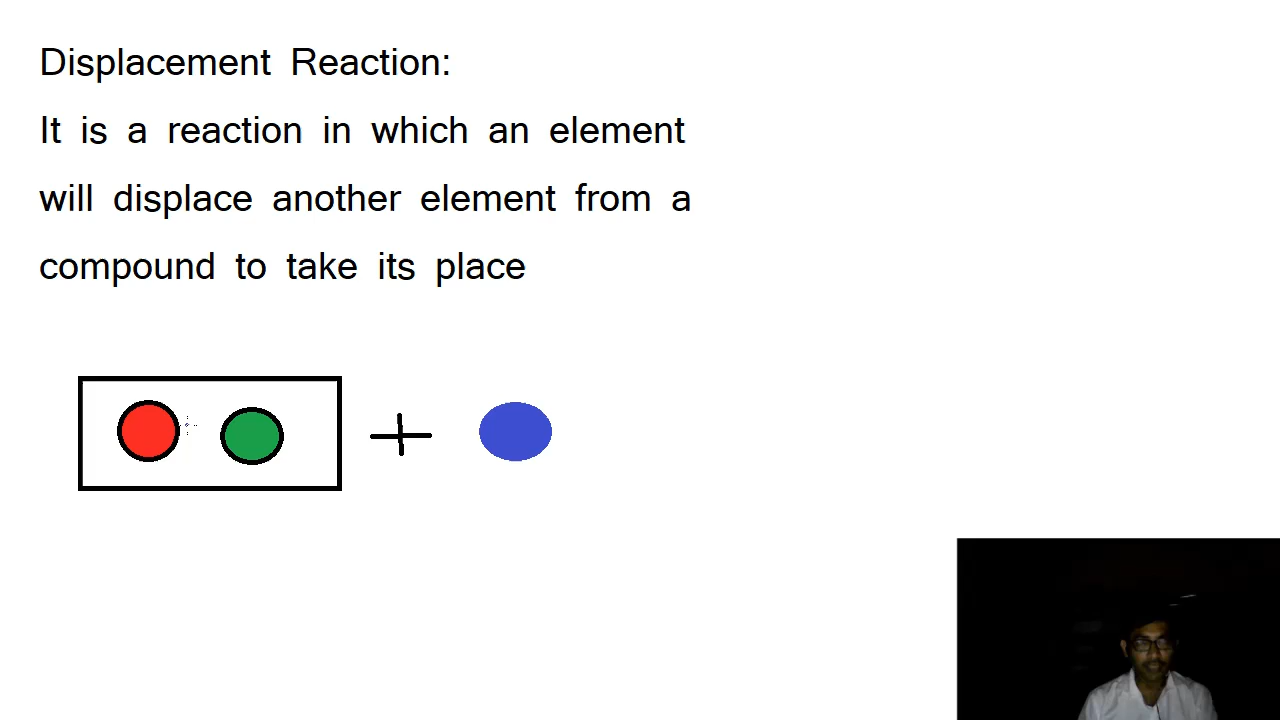 Displacement Reaction:
It is a reaction in which an element
will displace another element from a
compound to take its place
+